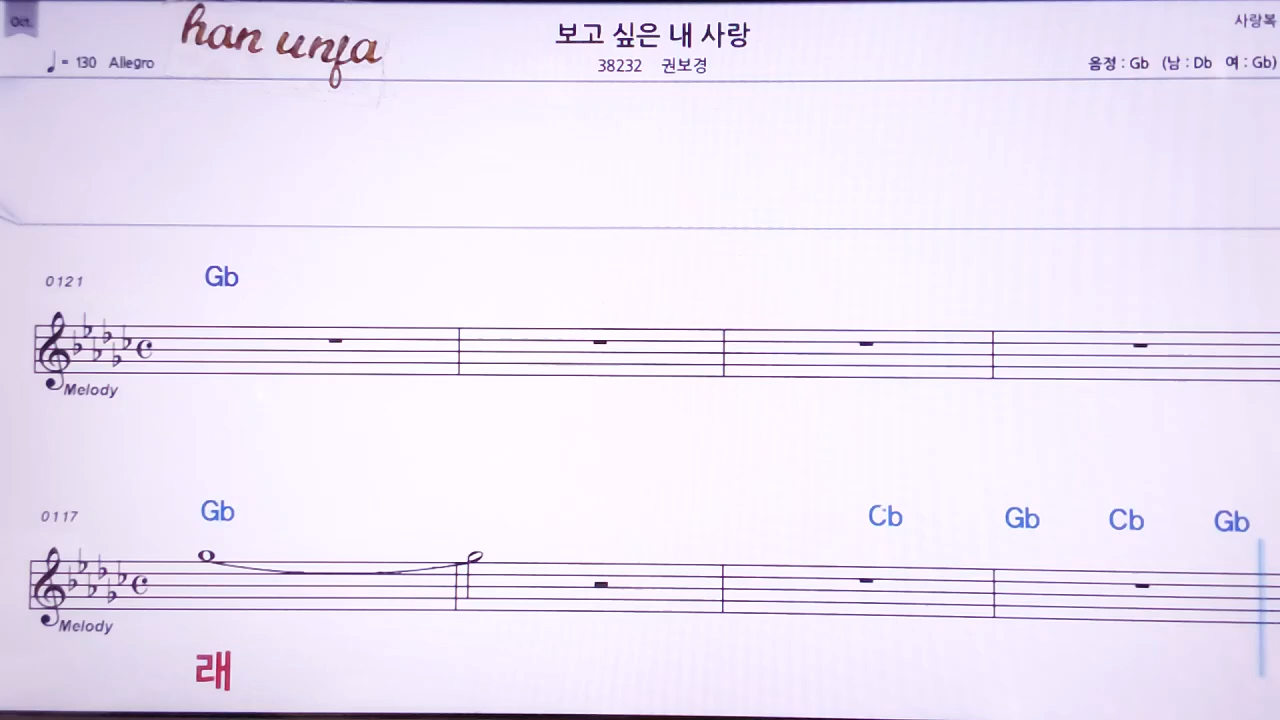 Oct.
han unja
보고 싶은 내 사랑
사랑복
♩= 130 Allegro
38232 권보경
음정 : Gb (남 : Db 여 : Gb)
0121
Gb
Melody
0117
Gb Cb Gb Cb Gb
Melody
래